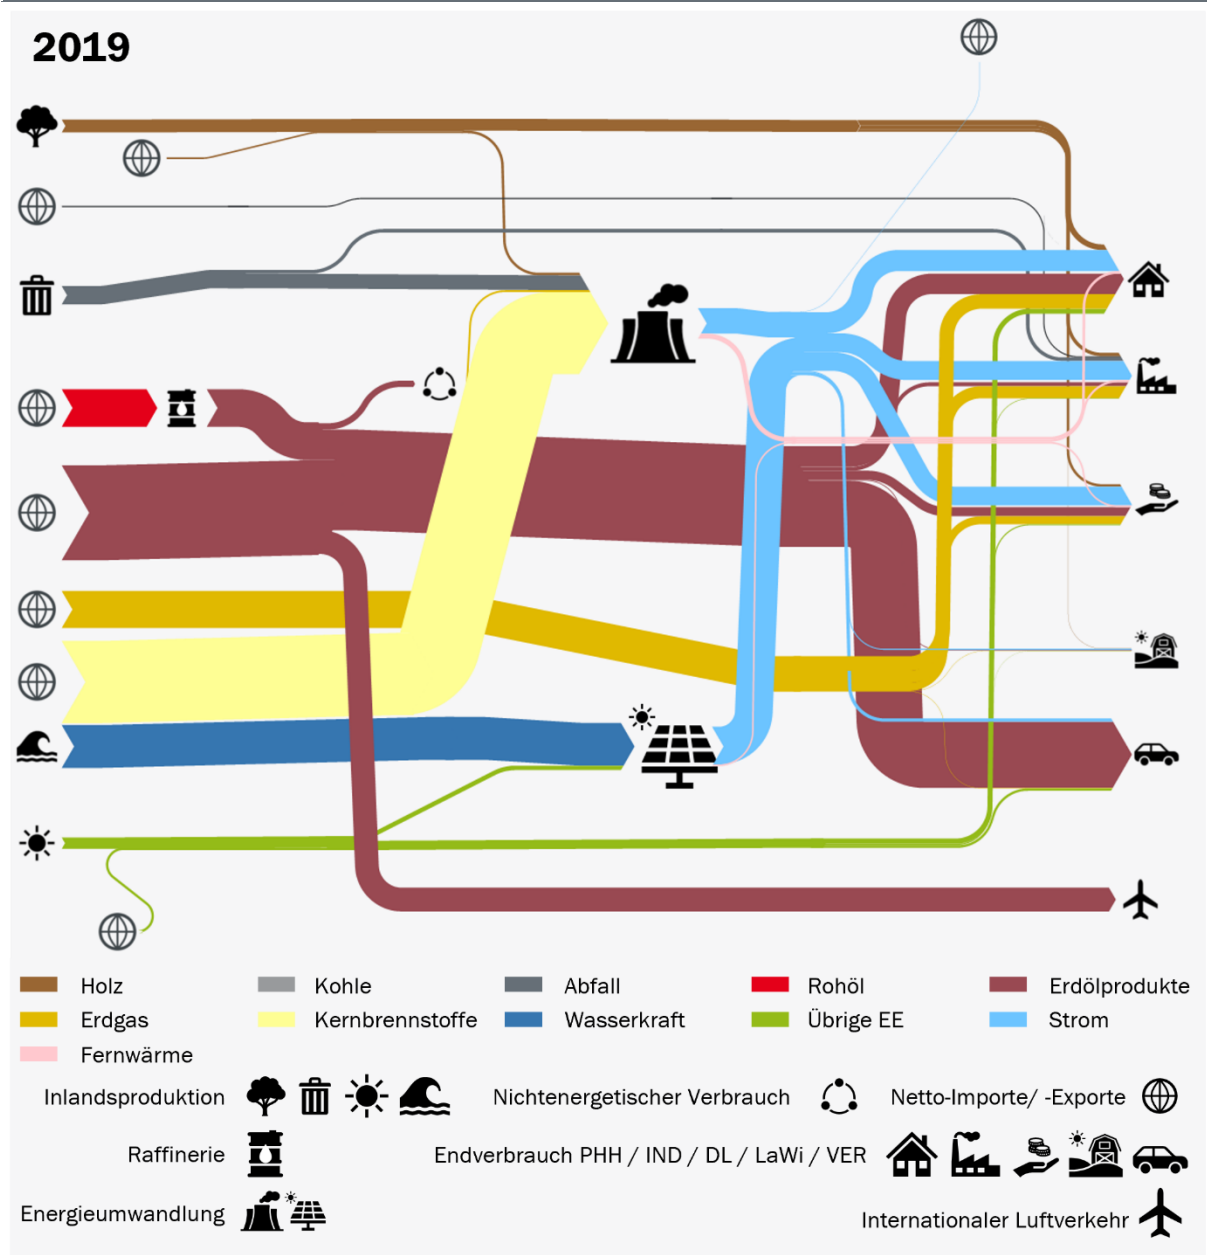 2019
Holz Kohle Abfall Rohöl Erdölprodukte
Erdgas Kernbrennstoffe Wasserkraft Übrige EE Strom
Fernwärme
Inlandsproduktion Nichtenergetischer Verbrauch Netto-Importe/ -Exporte
Raffinerie Endverbrauch PHH / IND / DL / LaWi / VER
Energieumwandlung Internationaler Luftverkehr